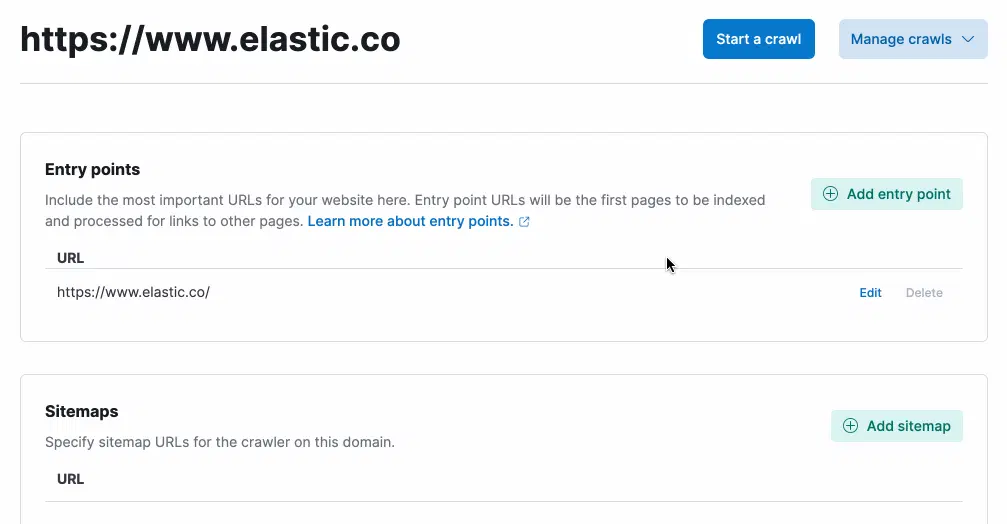 https://www.elastic.co
Start a crawl
Manage crawls
Entry points
Include the most important URLs for your website here. Entry point URLs will be the first pages to be indexed
and processed for links to other pages. Learn more about entry points.
Add entry point
URL
https://www.elastic.co/
Edit
Delete
Sitemaps
Specify sitemap URLs for the crawler on this domain.
Add sitemap
URL